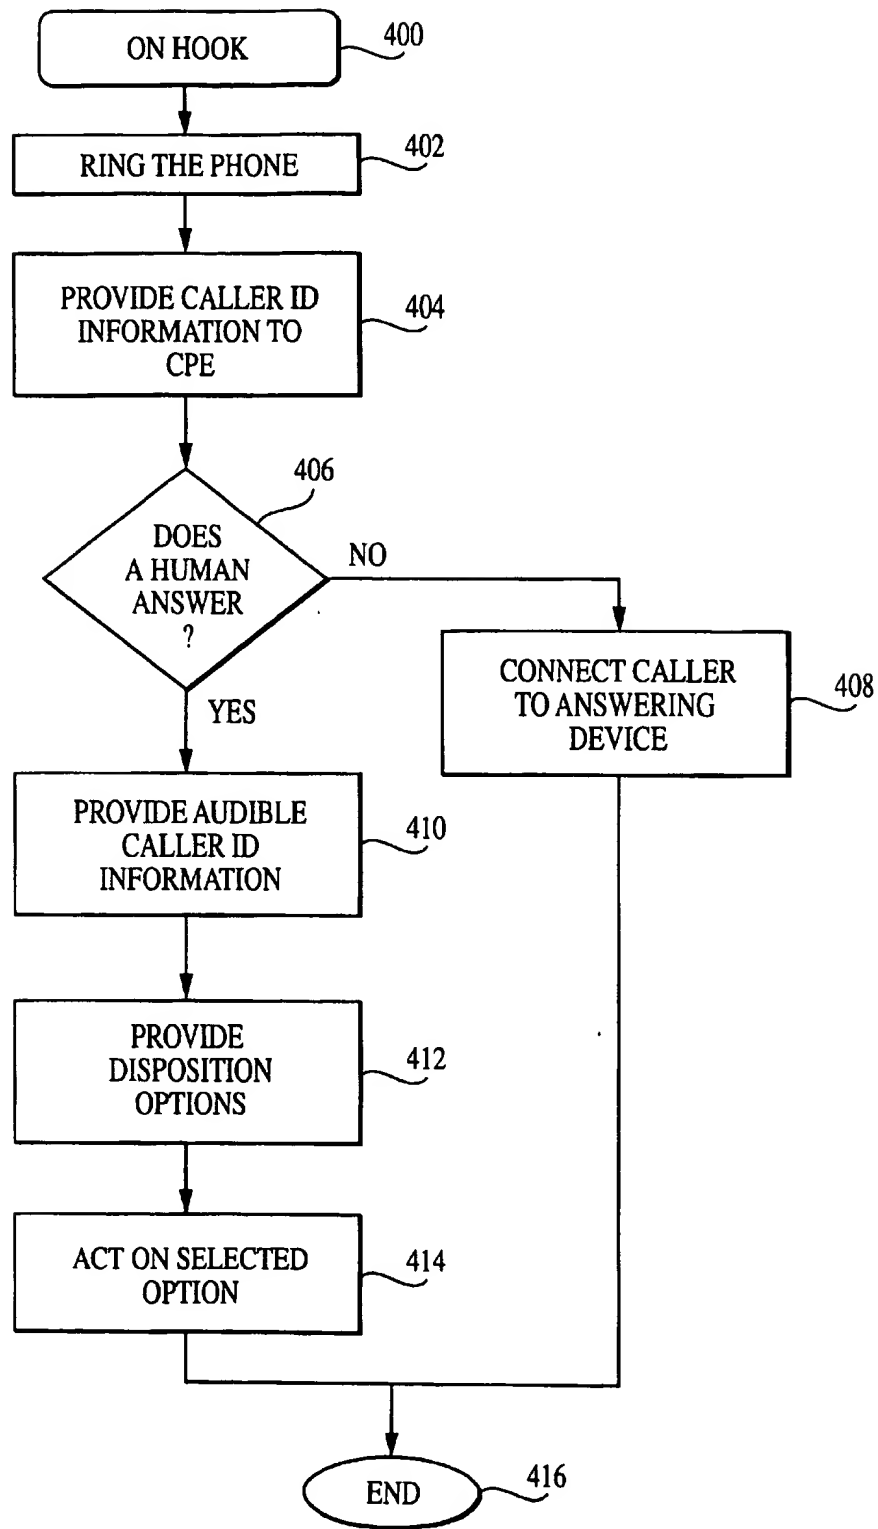 ON HOOK
400
RING THE PHONE
402
PROVIDE CALLER ID
INFORMATION TO
CPE
404
406
DOES
A HUMAN
ANSWER
?
NO
YES
CONNECT CALLER
TO ANSWERING
DEVICE
408
PROVIDE AUDIBLE
CALLER ID
INFORMATION
410
PROVIDE
DISPOSITION
OPTIONS
412
ACT ON SELECTED
OPTION
414
END
416